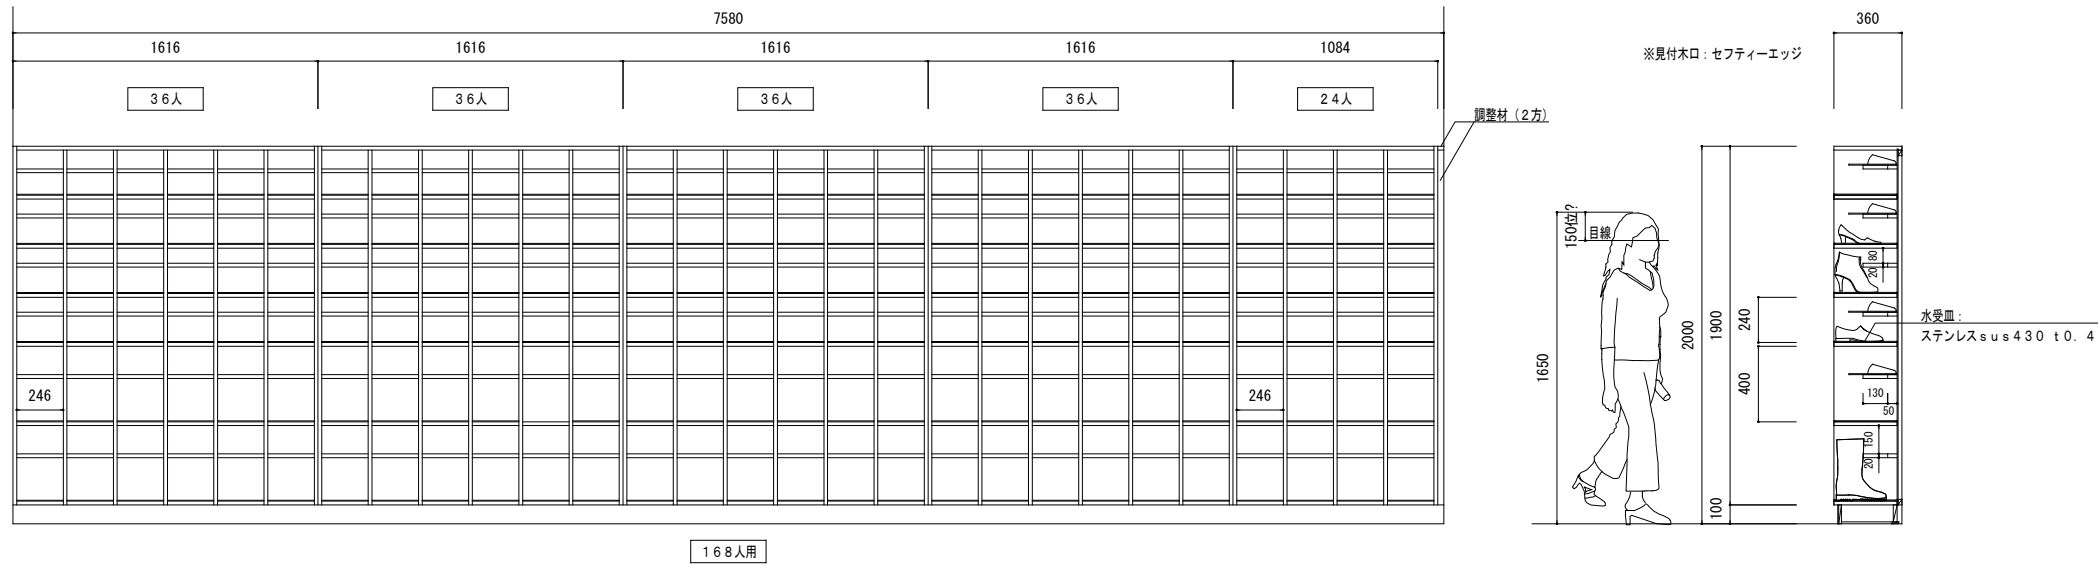 7580
1616
1616
1616
1616
1084
36人
36人
36人
36人
24人
調整材（2方）
246
246
168人用
※見付木口：セフティーエッジ
360
150位？
目線
1650
2000
1900
100
240
400
80
20
130
50
150
20
水受皿：
ステンレスsus430 t0.4